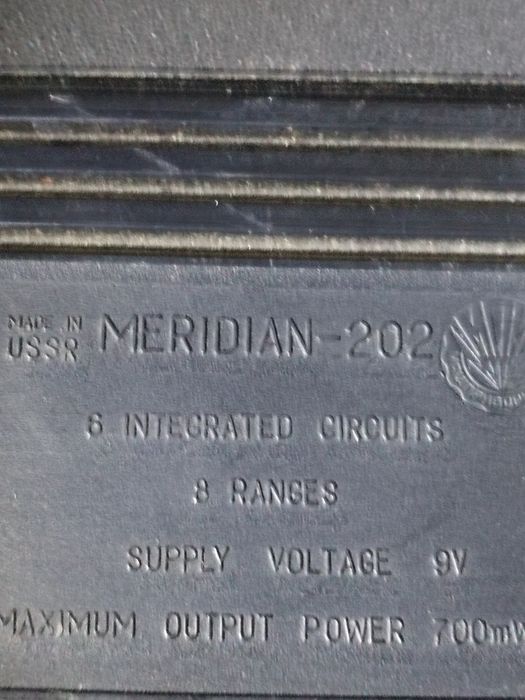 MADE IN
USSR
MERIDIAN-202
6 INTEGRATED CIRCUITS
8 RANGES
SUPPLY VOLTAGE 9V
MAXIMUM OUTPUT POWER 700mW